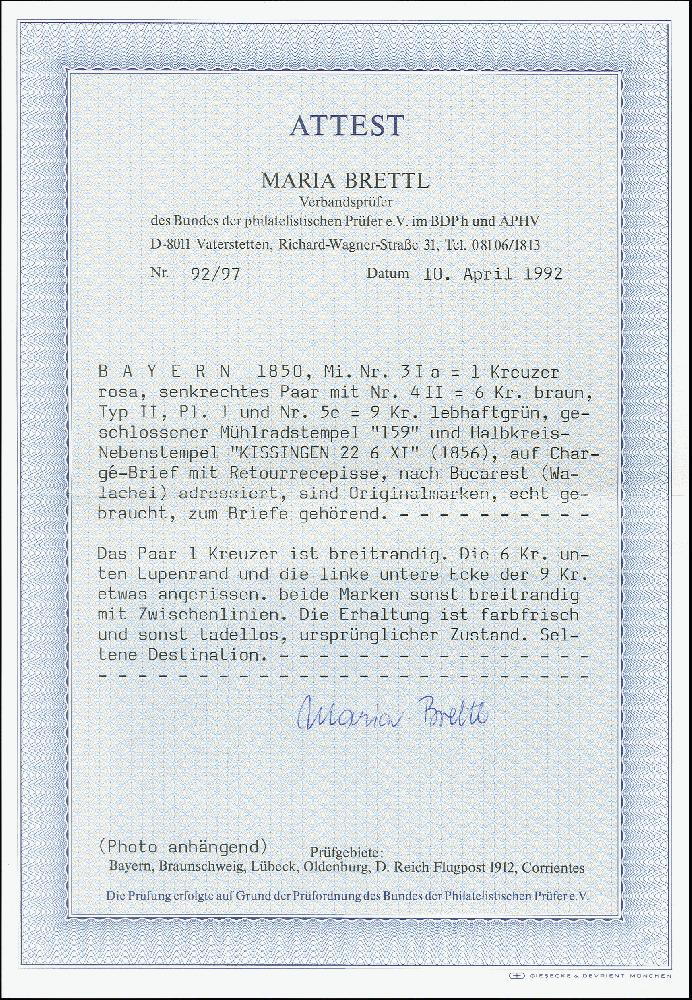 ATTEST
MARIA BRETTL
Verbandsprüfer
des Bundes der philatelistischen Prüfer e.V. im BDPh und APHV
D-8011 Vaterstetten, Richard-Wagner-Straße 31, Tel. 08106/1813
Nr. 92/97 Datum 10. April 1992
B A Y E R N 1850, Mi.Nr. 3Ia = 1 Kreuzer
rosa, senkrechtes Paar mit Nr. 4II = 6 Kr. braun,
Typ II, Pl. 1 und Nr. 5c = 9 Kr. lebhaftgrün, ge-
schlossener Mühlradstempel "159" und Halbkreis-
Nebenstempel "KISSINGEN 22 6 XI" (1856), auf Char-
gé-Brief mit Retourrecepisse, nach Bucarest (Wa-
lachei) adressiert, sind Originalmarken, echt ge-
braucht, zum Briefe gehörend. - - - - - - - - - -
Das Paar 1 Kreuzer ist breitrandig. Die 6 Kr. un-
ten Lupenrand und die linke untere Ecke der 9 Kr.
etwas angerissen. beide Marken sonst breitrandig
mit Zwischenlinien. Die Erhaltung ist farbfrisch
und sonst tadellos, ursprünglicher Zustand. Sel-
tene Destination. - - - - - - - - - - - - - - - -
- - - - - - - - - - - - - - - - - - - - - - - - -
Maria Brettl
(Photo anhängend)
Prüfgebiete:
Bayern, Braunschweig, Lübeck, Oldenburg, D. Reich Flugpost 1912, Corrientes
Die Prüfung erfolgte auf Grund der Prüfordnung des Bundes der Philatelistischen Prüfer e.V.
GIESECKE & DEVRIENT MÜNCHEN